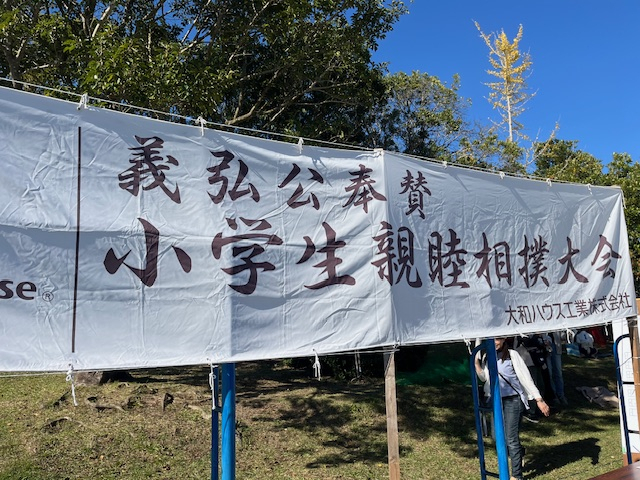 義弘公奉賛
小学生親睦相撲大会
se®
大和ハウス工業株式会社